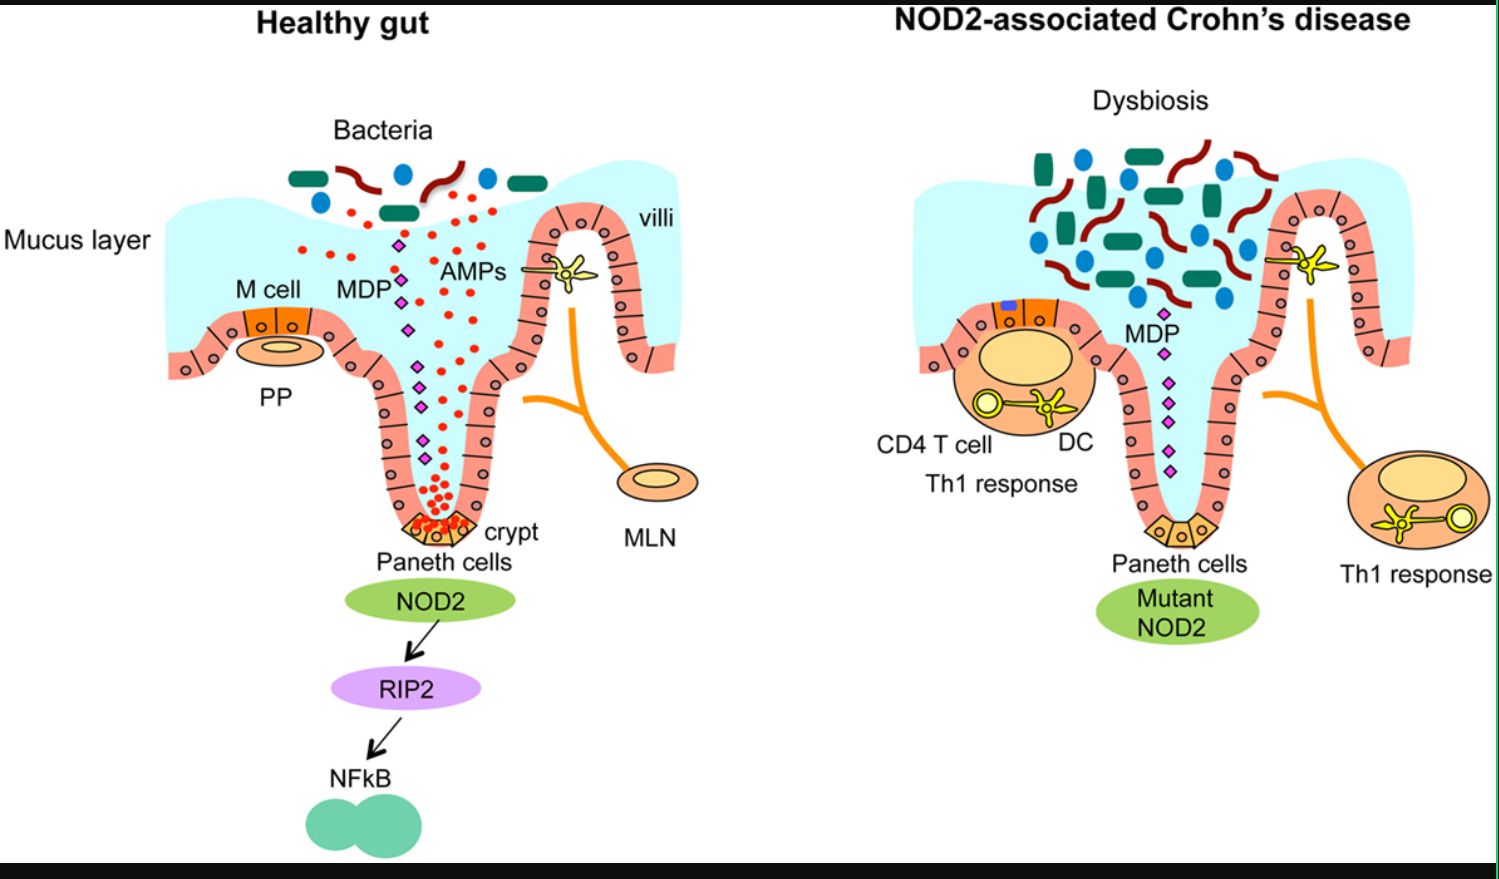 Healthy gut
Bacteria
Mucus layer
villi
M cell
MDP
AMPs
PP
crypt
MLN
Paneth cells
NOD2
RIP2
NFkB
NOD2-associated Crohn’s disease
Dysbiosis
MDP
CD4 T cell
DC
Th1 response
Paneth cells
Mutant
NOD2
Th1 response